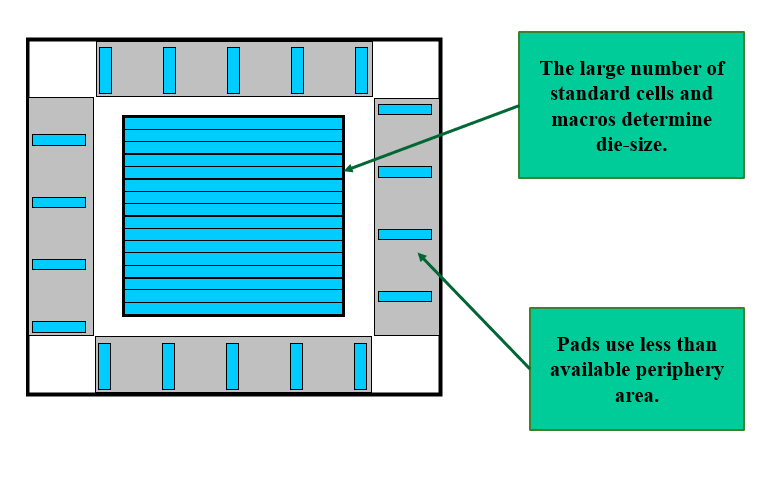 The large number of
standard cells and
macros determine
die-size.
Pads use less than
available periphery
area.